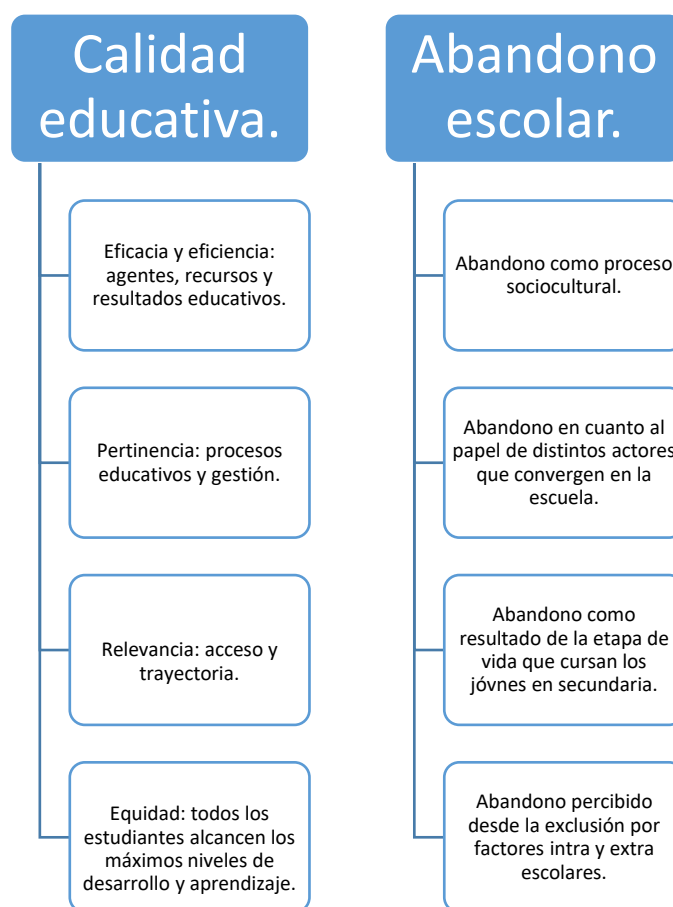 Calidad
educativa.
Eficacia y eficiencia:
agentes, recursos y
resultados educativos.
Pertinencia: procesos
educativos y gestión.
Relevancia: acceso y
trayectoria.
Equidad: todos los
estudiantes alcancen los
máximos niveles de
desarrollo y aprendizaje.
Abandono
escolar.
Abandono como proceso
sociocultural.
Abandono en cuanto al
papel de distintos actores
que convergen en la
escuela.
Abandono como
resultado de la etapa de
vida que cursan los
jóvnes en secundaria.
Abandono percibido
desde la exclusión por
factores intra y extra
escolares.